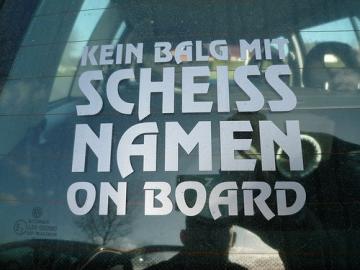 KEIN BALG MIT
SCHEISS
NAMEN
ON BOARD